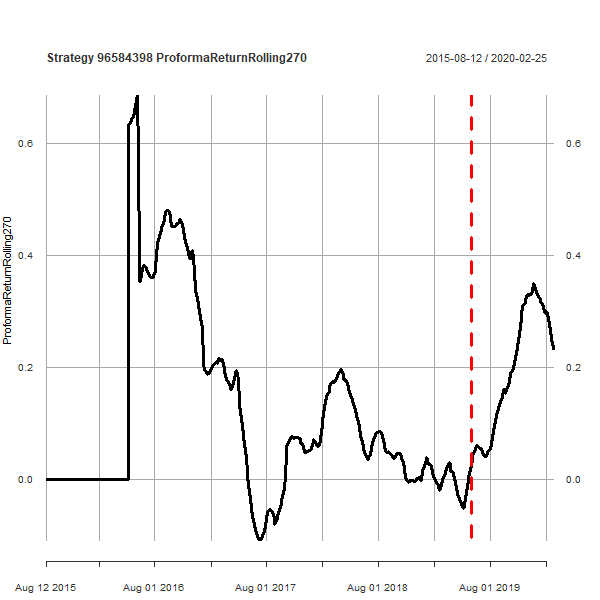 Strategy 96584398 ProformaReturnRolling270
2015-08-12 / 2020-02-25
ProformaReturnRolling270
0.6
0.4
0.2
0.0
0.6
0.4
0.2
0.0
Aug 12 2015
Aug 01 2016
Aug 01 2017
Aug 01 2018
Aug 01 2019